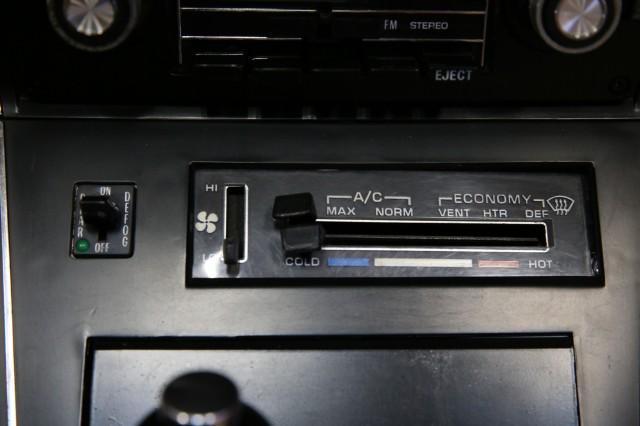 FM STEREO
EJECT
ON
DEFOG
OFF
HI
A/C
MAX NORM
ECONOMY
VENT HTR DEF
COLD HOT